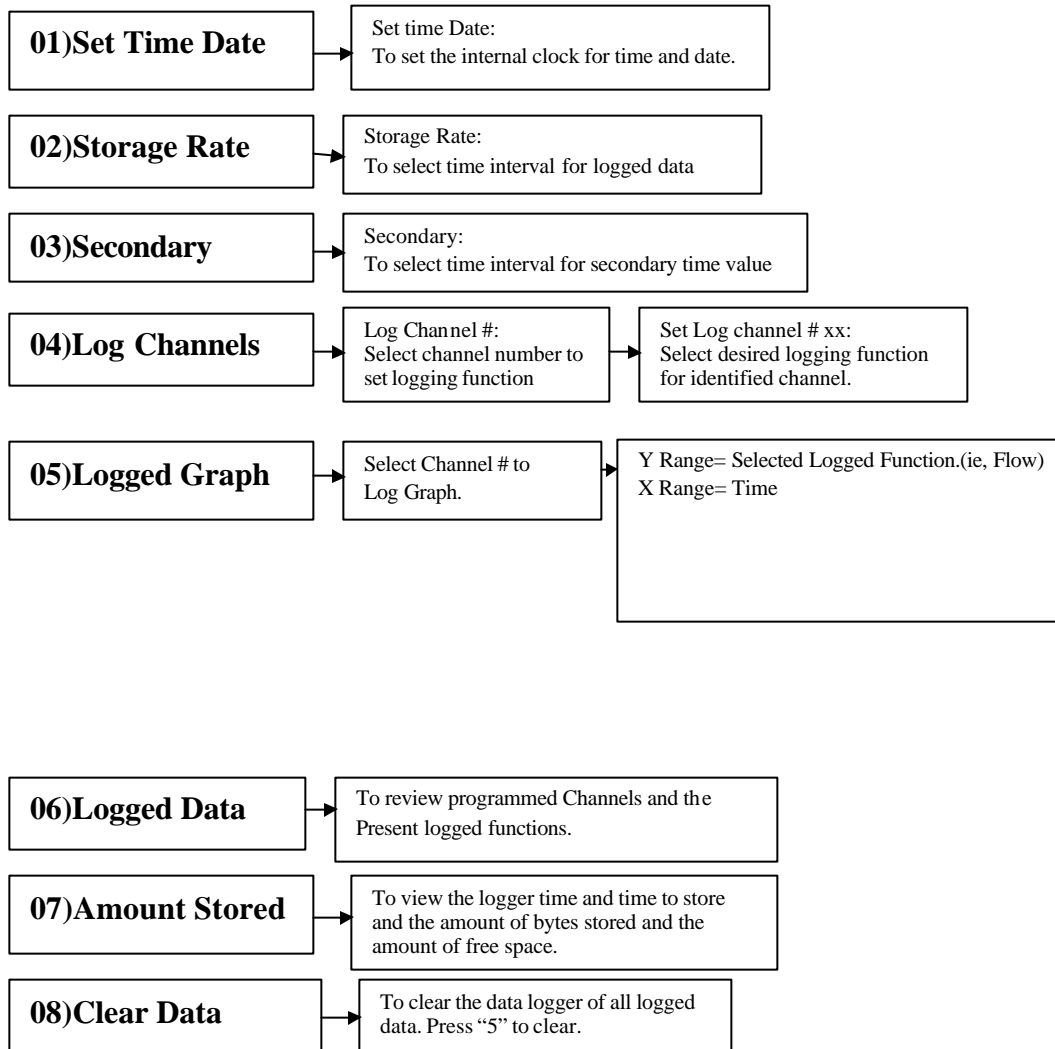 01)Set Time Date
Set time Date:
To set the internal clock for time and date.
02)Storage Rate
Storage Rate:
To select time interval for logged data
03)Secondary
Secondary:
To select time interval for secondary time value
04)Log Channels
Log Channel #:
Select channel number to
set logging function
Set Log channel # xx:
Select desired logging function
for identified channel.
05)Logged Graph
Select Channel # to
Log Graph.
Y Range= Selected Logged Function.(ie, Flow)
X Range= Time
06)Logged Data
To review programmed Channels and the
Present logged functions.
07)Amount Stored
To view the logger time and time to store
and the amount of bytes stored and the
amount of free space.
08)Clear Data
To clear the data logger of all logged
data. Press “5” to clear.